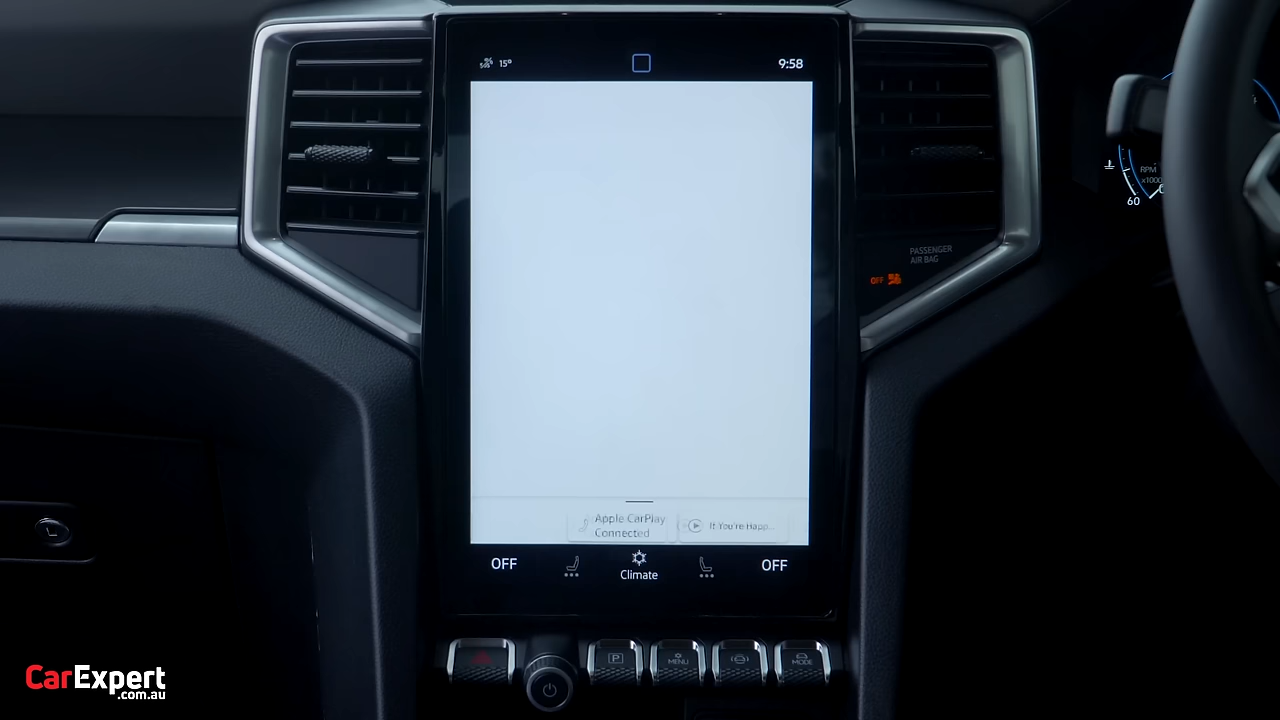 15°
9:58
RPM
x1000
60
PASSENGER
AIR BAG
OFF
Apple CarPlay
Connected
If You're Happ...
OFF
Climate
OFF
P
MENU
MODE
CarExpert
.com.au